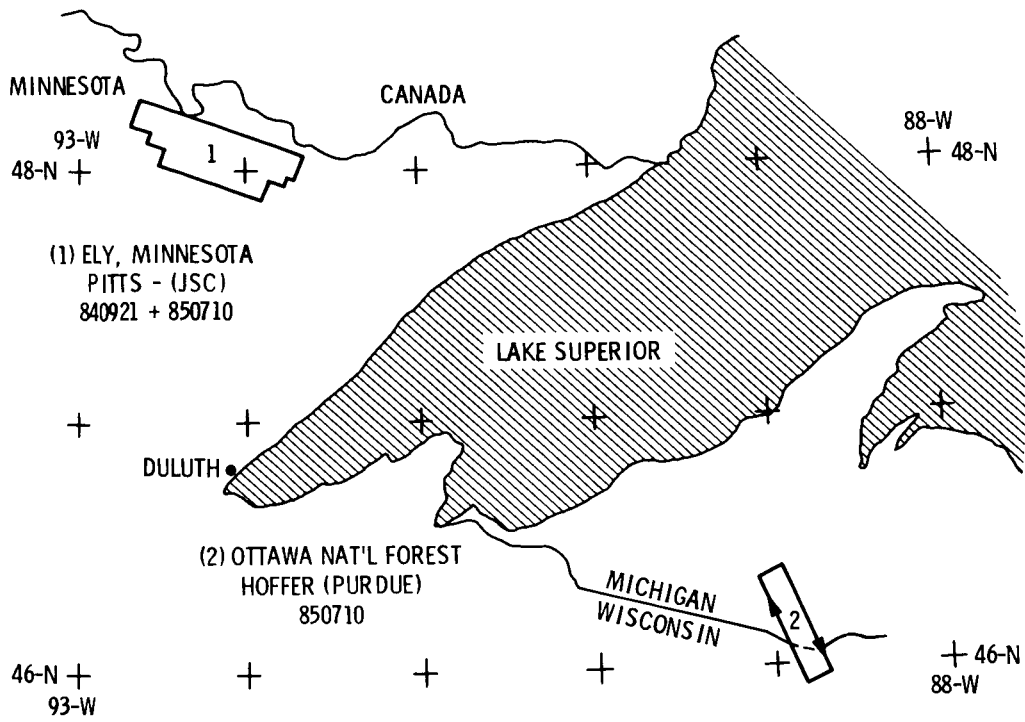 MINNESOTA
CANADA
93-W
88-W
48-N
48-N
1
(1) ELY, MINNESOTA
PITTS - (JSC)
840921 + 850710
LAKE SUPERIOR
DULUTH
(2) OTTAWA NAT'L FOREST
HOFFER (PURDUE)
850710
MICHIGAN
WISCONSIN
2
46-N
46-N
93-W
88-W